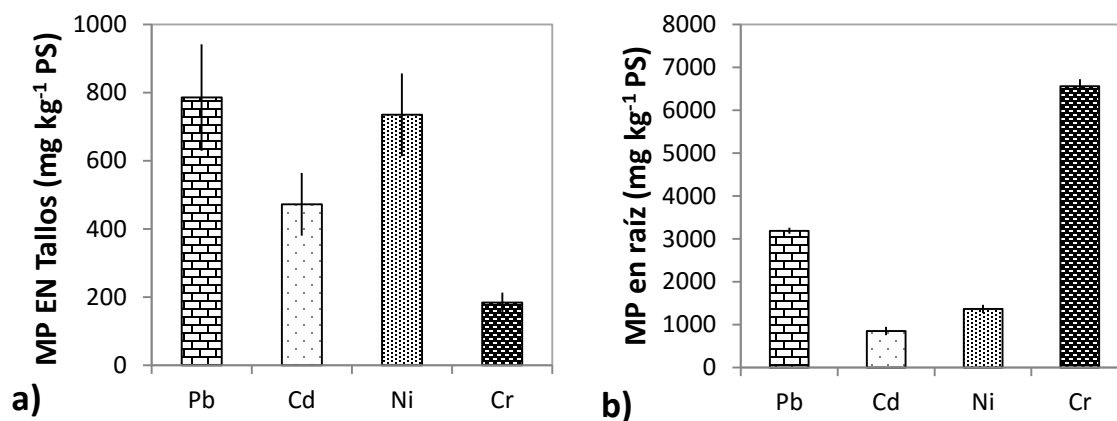 MP EN Tallos (mg kg⁻¹ PS)
1000
800
600
400
200
0
Pb Cd Ni Cr
a)
MP en raíz (mg kg⁻¹ PS)
8000
7000
6000
5000
4000
3000
2000
1000
0
Pb Cd Ni Cr
b)